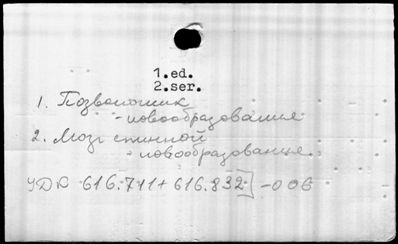 1.ed.
2.ser.
1. Позвоночник
-новообразования
2. Мозг спинной
-новообразования
УДК 616.711+616.832]-006